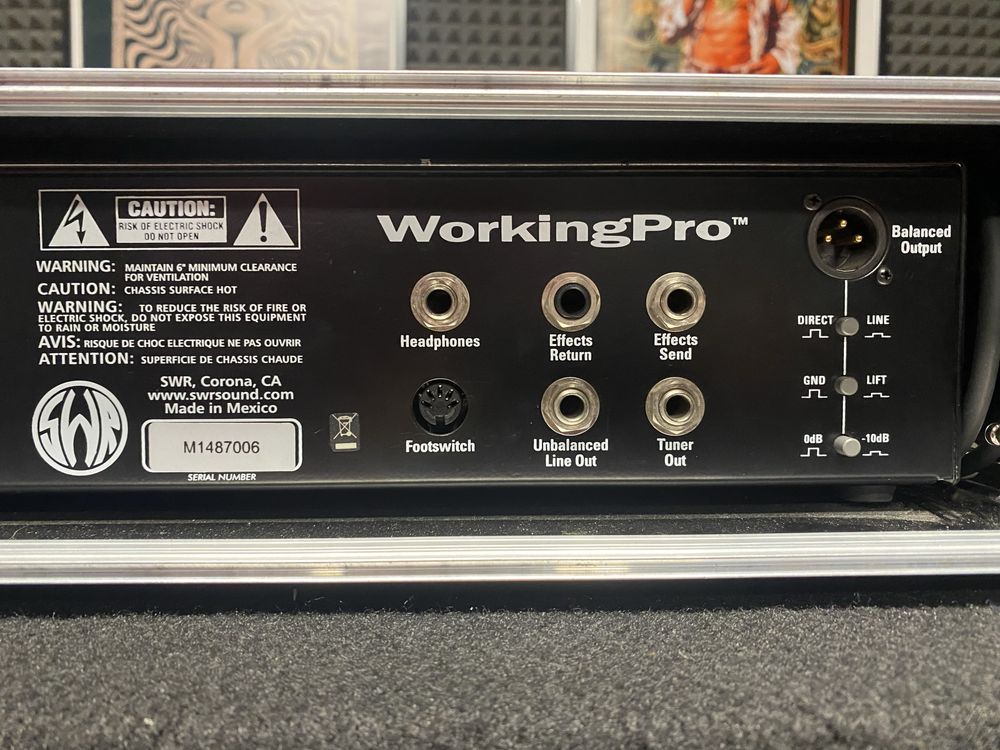 CAUTION:
RISK OF ELECTRIC SHOCK
DO NOT OPEN
WARNING: MAINTAIN 6" MINIMUM CLEARANCE
FOR VENTILATION
CAUTION: CHASSIS SURFACE HOT
WARNING: TO REDUCE THE RISK OF FIRE OR
ELECTRIC SHOCK, DO NOT EXPOSE THIS EQUIPMENT
TO RAIN OR MOISTURE
AVIS: RISQUE DE CHOC ELECTRIQUE NE PAS OUVRIR
ATTENTION: SUPERFICIE DE CHASSIS CHAUDE
SWR, Corona, CA
www.swrsound.com
Made in Mexico
SWR
M1487006
SERIAL NUMBER
WorkingPro™
Headphones
Effects
Return
Effects
Send
Footswitch
Unbalanced
Line Out
Tuner
Out
Balanced
Output
DIRECT LINE
GND LIFT
0dB -10dB